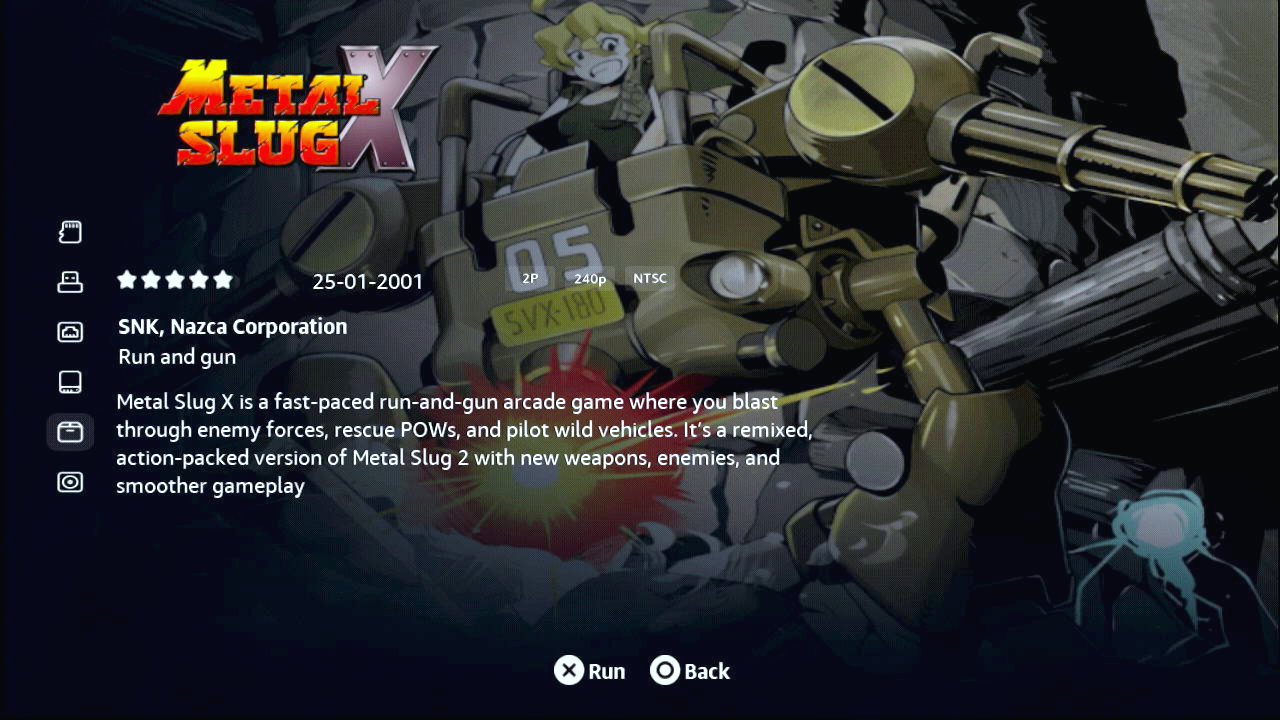 METAL
SLUG X
25-01-2001
2P 240p NTSC
05
SVX-180
SNK, Nazca Corporation
Run and gun
Metal Slug X is a fast-paced run-and-gun arcade game where you blast
through enemy forces, rescue POWs, and pilot wild vehicles. It's a remixed,
action-packed version of Metal Slug 2 with new weapons, enemies, and
smoother gameplay
Run Back